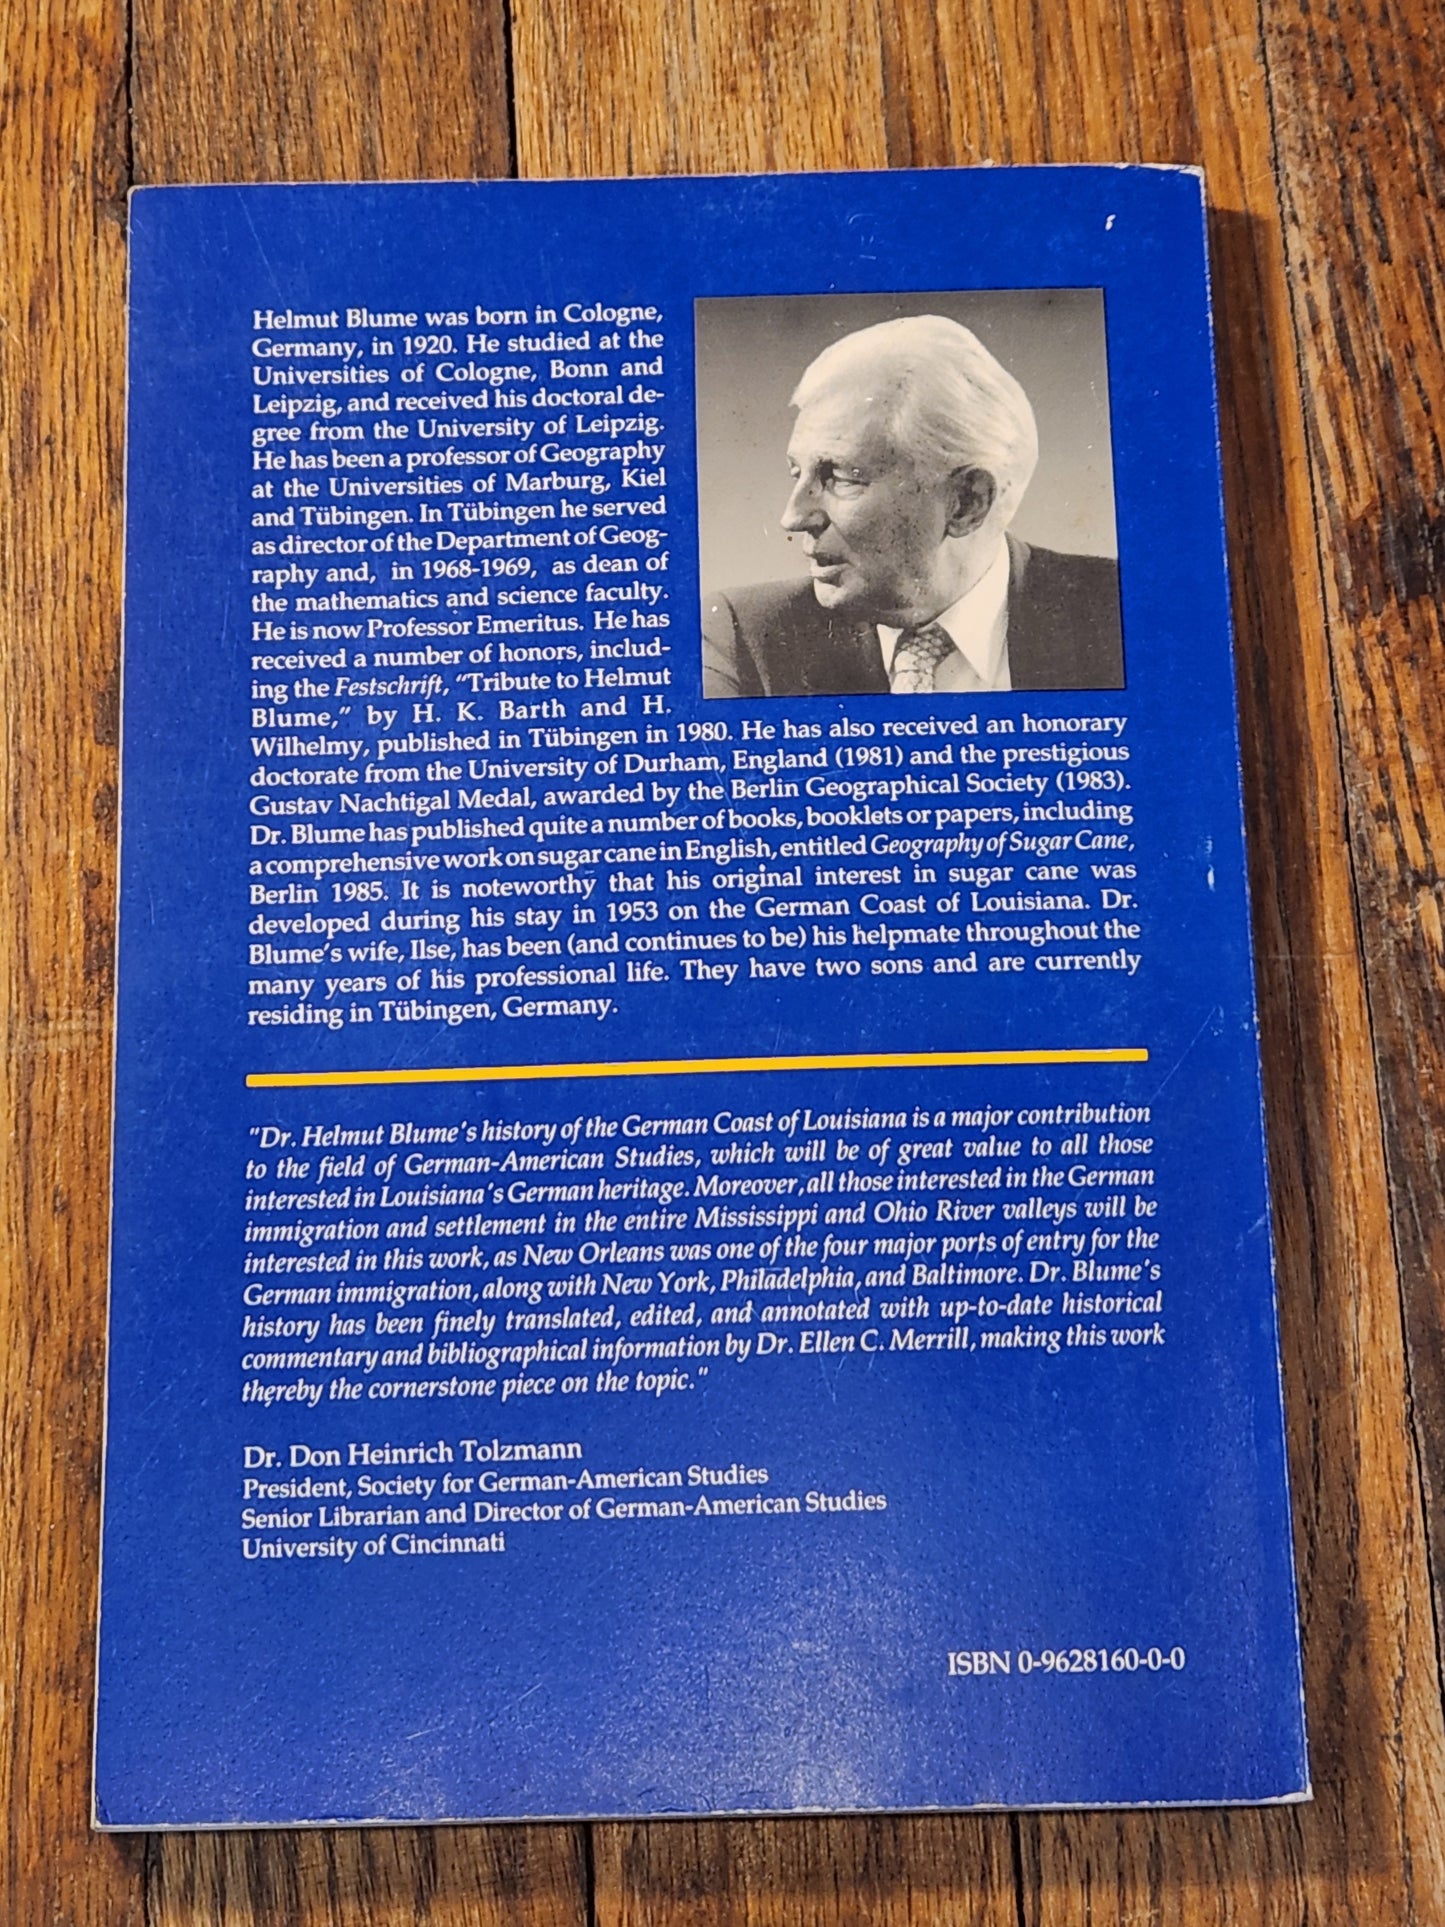 Helmut Blume was born in Cologne,
Germany, in 1920. He studied at the
Universities of Cologne, Bonn and
Leipzig, and received his doctoral de-
gree from the University of Leipzig.
He has been a professor of Geography
at the Universities of Marburg, Kiel
and Tübingen. In Tübingen he served
as director of the Department of Geog-
raphy and, in 1968-1969, as dean of
the mathematics and science faculty.
He is now Professor Emeritus. He has
received a number of honors, includ-
ing the Festschrift, “Tribute to Helmut
Blume,” by H. K. Barth and H.
Wilhelmy, published in Tübingen in 1980. He has also received an honorary
doctorate from the University of Durham, England (1981) and the prestigious
Gustav Nachtigal Medal, awarded by the Berlin Geographical Society (1983).
Dr. Blume has published quite a number of books, booklets or papers, including
a comprehensive work on sugar cane in English, entitled Geography of Sugar Cane,
Berlin 1985. It is noteworthy that his original interest in sugar cane was
developed during his stay in 1953 on the German Coast of Louisiana. Dr.
Blume’s wife, Ilse, has been (and continues to be) his helpmate throughout the
many years of his professional life. They have two sons and are currently
residing in Tübingen, Germany.
"Dr. Helmut Blume's history of the German Coast of Louisiana is a major contribution
to the field of German-American Studies, which will be of great value to all those
interested in Louisiana's German heritage. Moreover, all those interested in the German
immigration and settlement in the entire Mississippi and Ohio River valleys will be
interested in this work, as New Orleans was one of the four major ports of entry for the
German immigration, along with New York, Philadelphia, and Baltimore. Dr. Blume's
history has been finely translated, edited, and annotated with up-to-date historical
commentary and bibliographical information by Dr. Ellen C. Merrill, making this work
thereby the cornerstone piece on the topic."
Dr. Don Heinrich Tolzmann
President, Society for German-American Studies
Senior Librarian and Director of German-American Studies
University of Cincinnati
ISBN 0-9628160-0-0